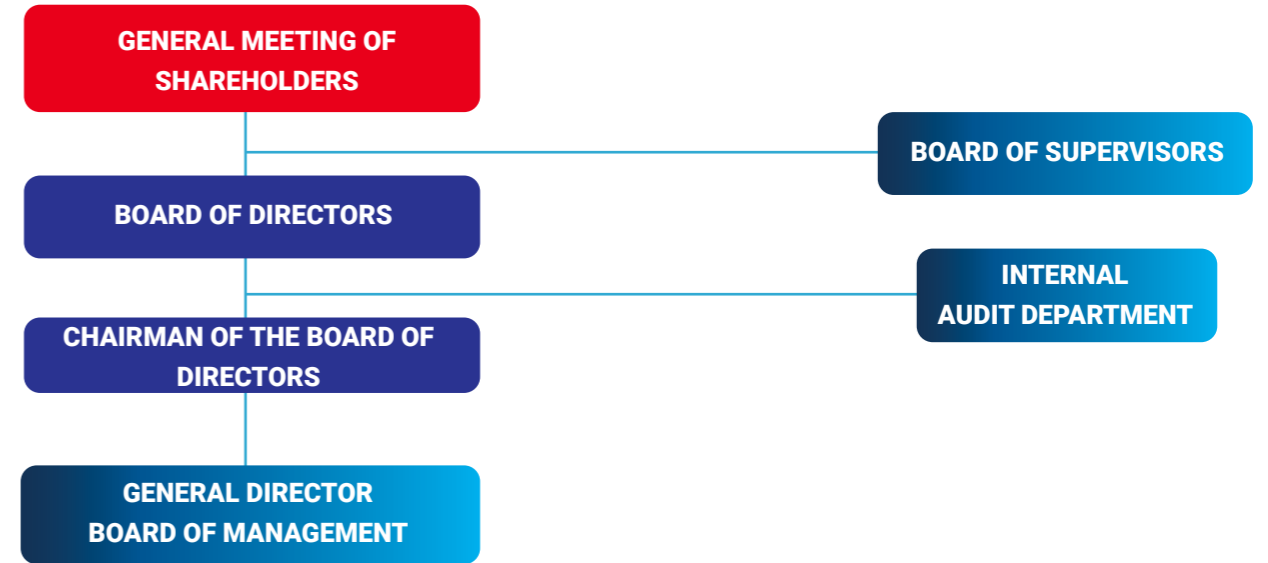 GENERAL MEETING OF
SHAREHOLDERS
BOARD OF SUPERVISORS
BOARD OF DIRECTORS
INTERNAL
AUDIT DEPARTMENT
CHAIRMAN OF THE BOARD OF
DIRECTORS
GENERAL DIRECTOR
BOARD OF MANAGEMENT